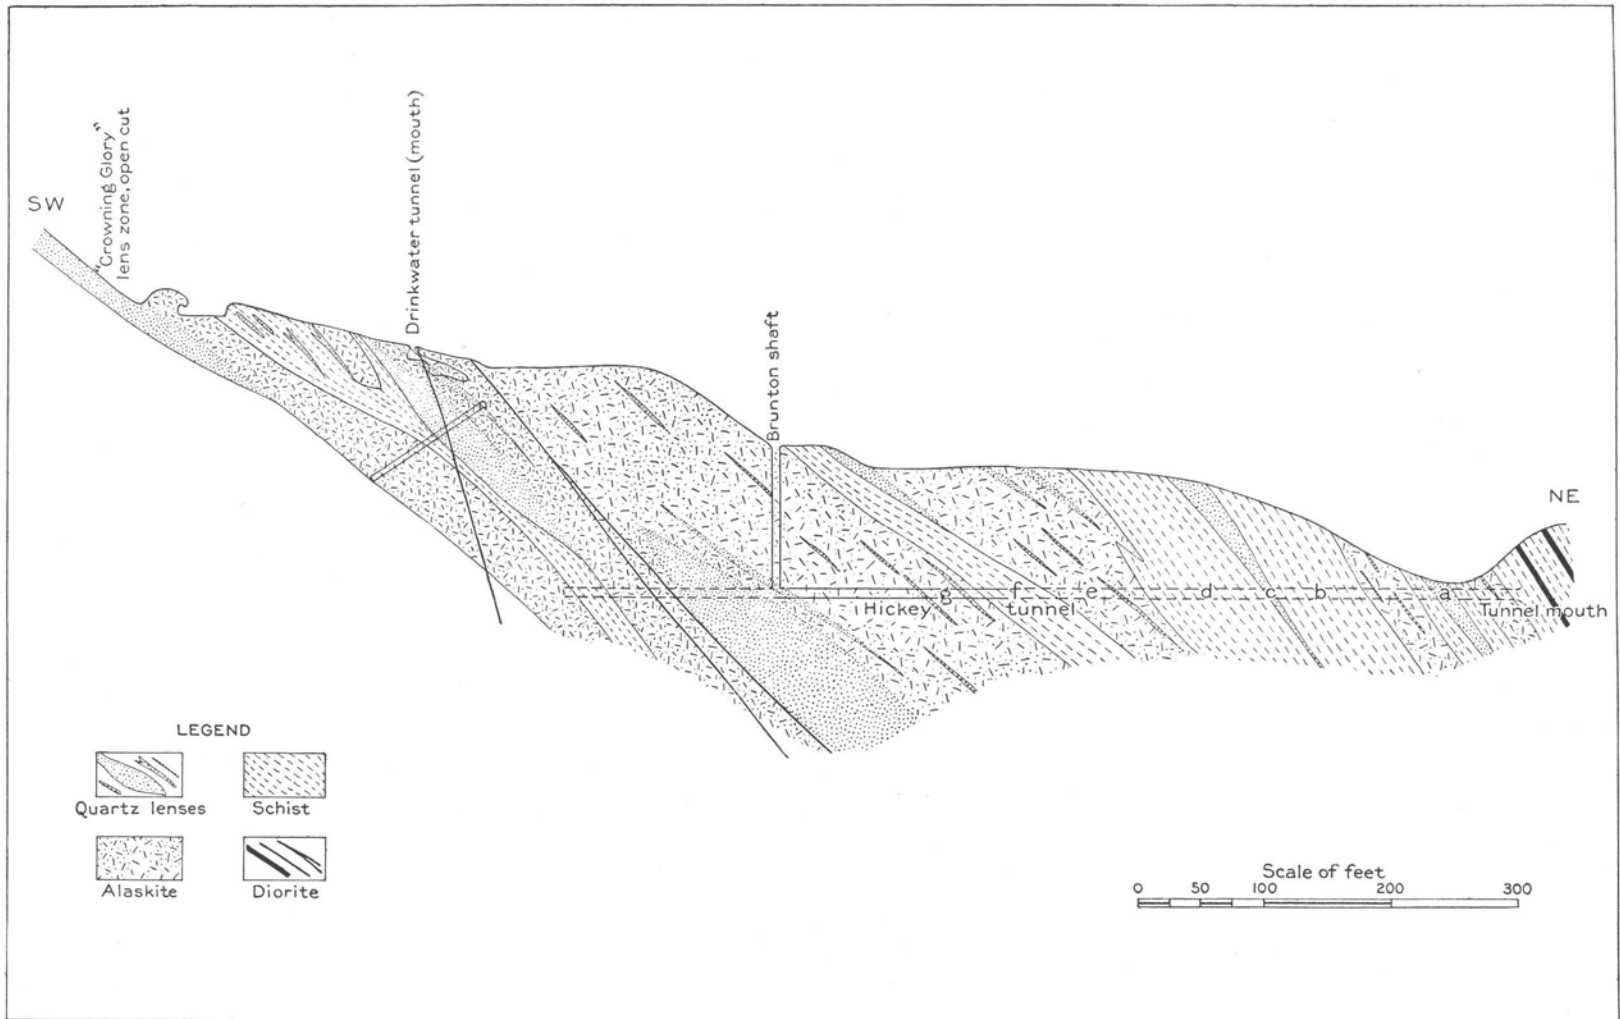 SW
"Crowning Glory"
lens zone, open cut
Drinkwater tunnel (mouth)
Brunton shaft
NE
g
f
e
d
c
b
a
Hickey tunnel
Tunnel mouth
LEGEND
Quartz lenses
Schist
Alaskite
Diorite
Scale of feet
0 50 100 200 300